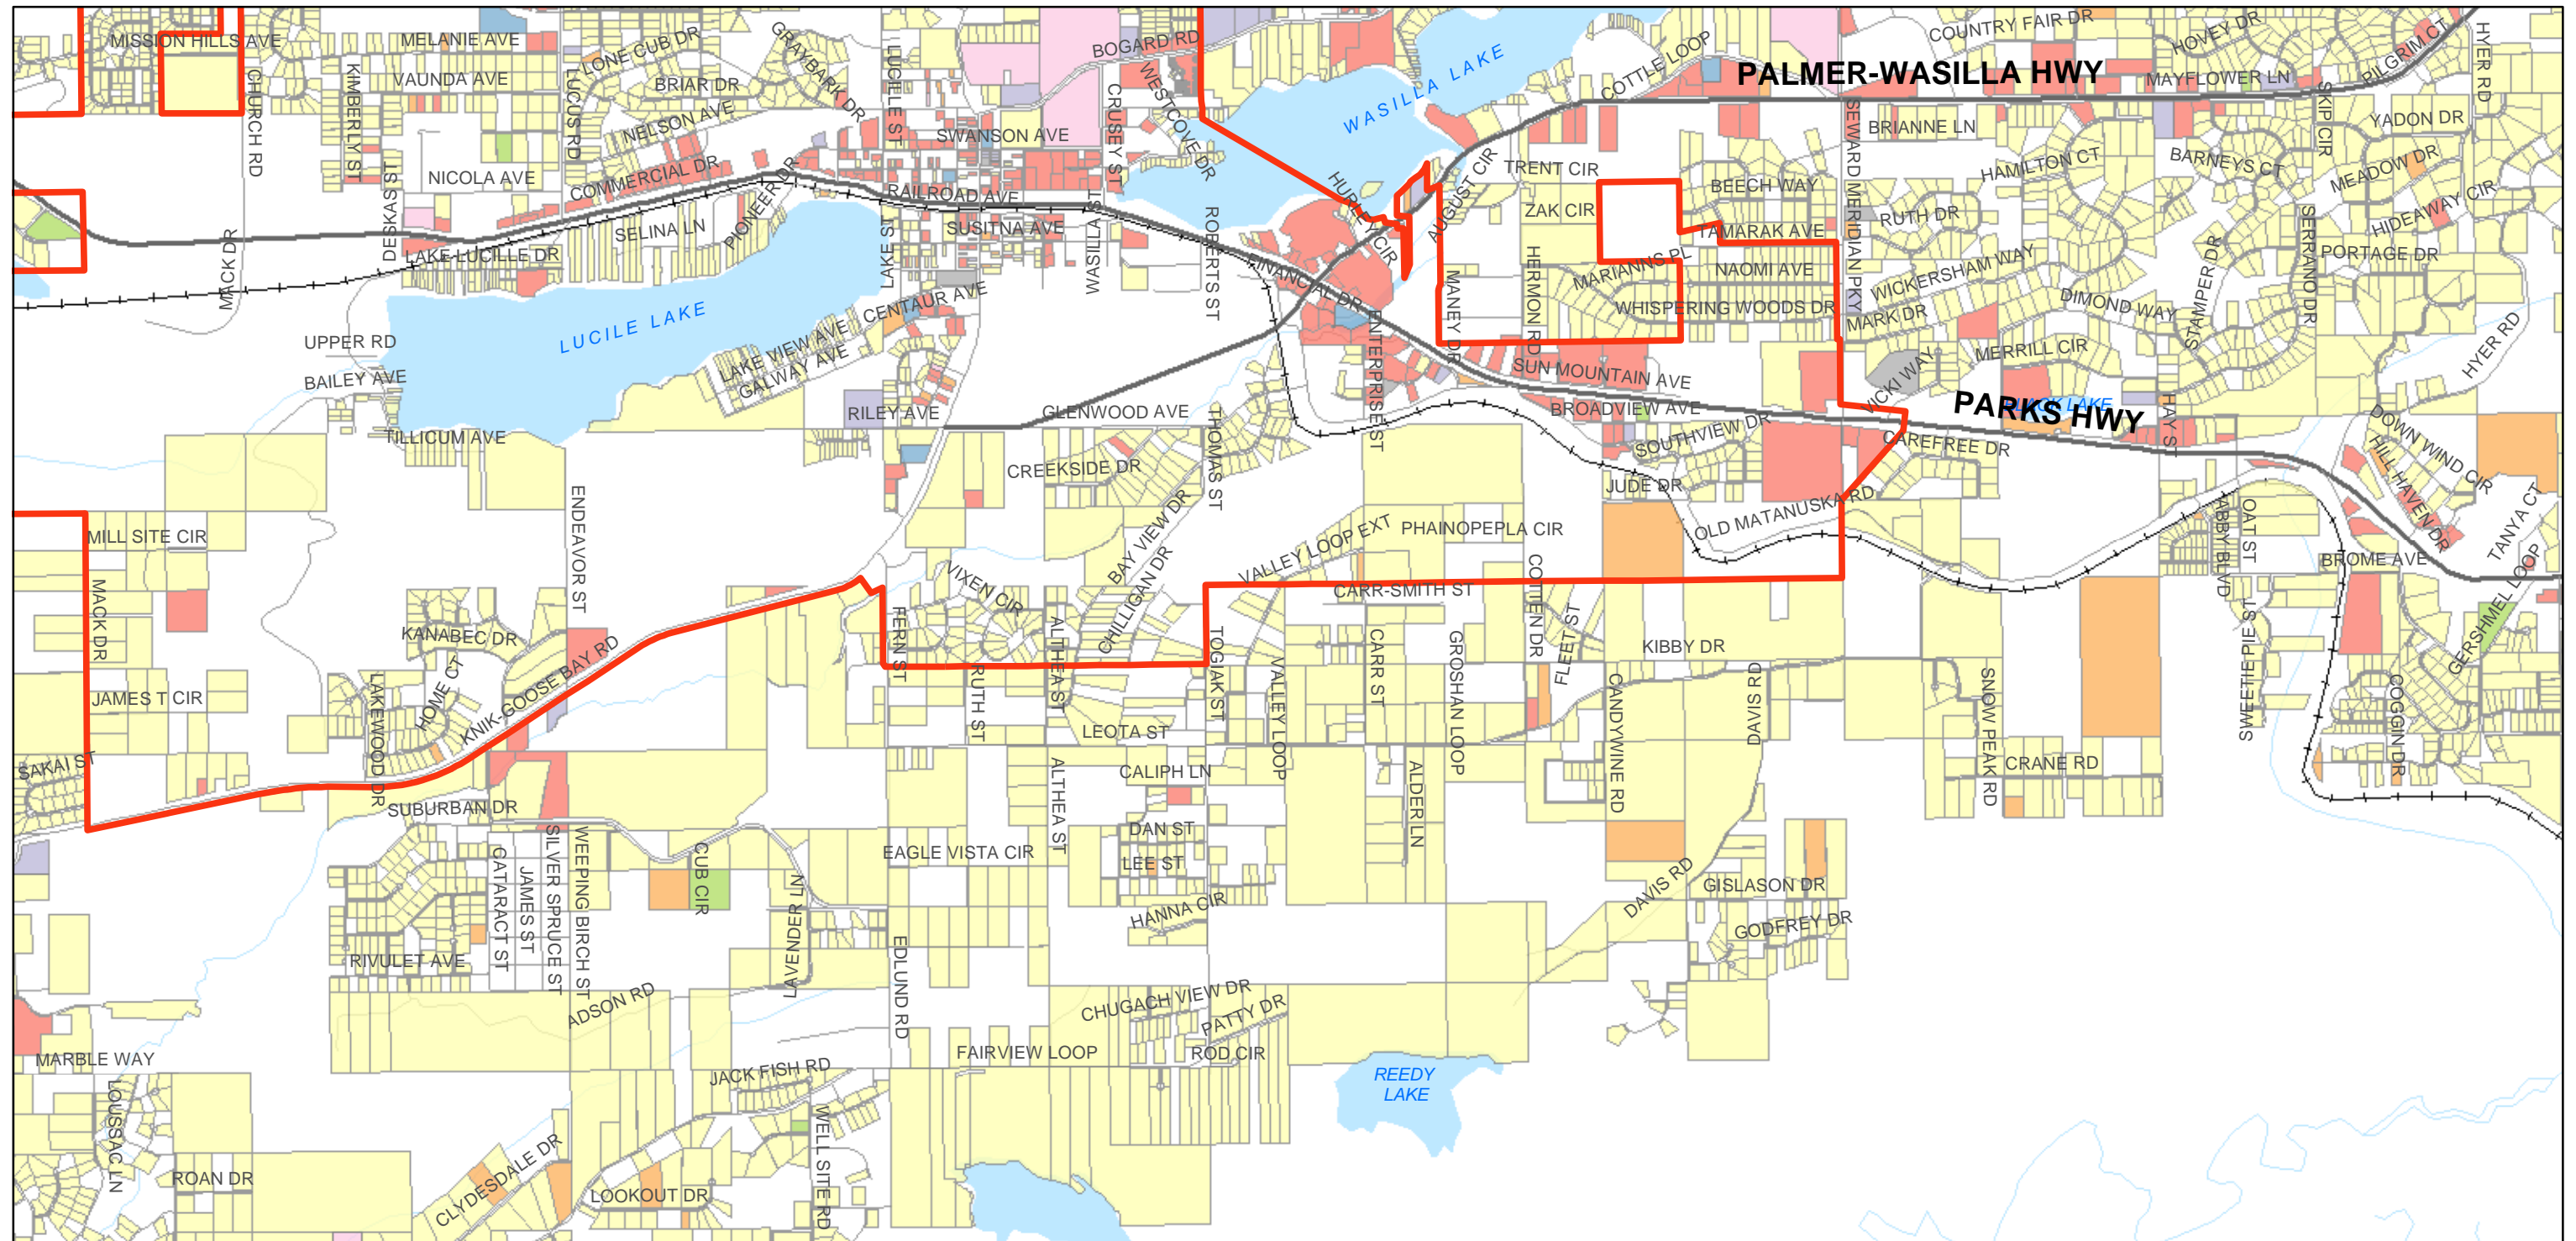 MISSION HILLS AVE
MELANIE AVE
LONE CUB DR
GRAYBARK DR
BOGARD RD
COUNTRY FAIR DR
HOVEY DR
PILGRIM CT
HYER RD
CHURCH RD
KIMBERLY ST
VAUNDA AVE
LUCUS RD
BRIAR DR
LUCILLE ST
CRUSEY ST
WESTCOVE DR
WASILLA LAKE
COTTLE LOOP
PALMER-WASILLA HWY
MAYFLOWER LN
SKIP CIR
NELSON AVE
SWANSON AVE
SEWARD MERIDIAN PKY
BRIANNE LN
YADON DR
DESKAS ST
NICOLA AVE
COMMERCIAL DR
PIONEER DR
RAILROAD AVE
HURLEY CIR
AUGUST CIR
TRENT CIR
BEECH WAY
HAMILTON CT
BARNEYS CT
MEADOW DR
HIDEAWAY CIR
ZAK CIR
MACK DR
LAKE-LUCILLE DR
SELINA LN
LAKE ST
SUSITNA AVE
WASILLA ST
ROBERTS ST
TAMARAK AVE
RUTH DR
SERRANO DR
PORTAGE DR
FINANCIAL DR
MANEY DR
HERMON RD
MARIANNS PL
NAOMI AVE
WICKERSHAM WAY
STAMPER DR
LUCILE LAKE
CENTAUR AVE
ENTERPRISE ST
WHISPERING WOODS DR
MARK DR
DIMOND WAY
HYER RD
UPPER RD
LAKE VIEW AVE
GALWAY AVE
MERRILL CIR
BAILEY AVE
SUN MOUNTAIN AVE
VICKI WAY
RILEY AVE
GLENWOOD AVE
THOMAS ST
BROADVIEW AVE
PARKS HWY
HAY ST
TILLICUM AVE
CREEKSIDE DR
SOUTHVIEW DR
CAREFREE DR
DOWN WIND CIR
HILL HAVEN DR
JUDE DR
ENDEAVOR ST
BAY VIEW DR
OLD MATANUSKA RD
ABBY BLVD
OAT ST
TANYA CT
MILL SITE CIR
VALLEY LOOP EXT
PHAINOPEPLA CIR
BROME AVE
MACK DR
VIXEN CIR
CHILLIGAN DR
CARR-SMITH ST
COTTEN DR
FLEET ST
GERSHMEL LOOP
KANABEC DR
FERN ST
ALTHEA ST
TOGIAK ST
CARR ST
GROSHAN LOOP
KIBBY DR
SWEETIE PIE ST
JAMES T CIR
LAKEWOOD DR
HOME CT
KNIK-GOOSE BAY RD
RUTH ST
LEOTA ST
VALLEY LOOP
CANDYWINE RD
DAVIS RD
SNOW PEAK RD
COGGIN DR
SAKAI ST
CALIPH LN
ALTHEA ST
ALDER LN
CRANE RD
SUBURBAN DR
DAN ST
CATARACT ST
JAMES ST
SILVER SPRUCE ST
WEEPING BIRCH ST
CUB CIR
EAGLE VISTA CIR
LEE ST
DAVIS RD
GISLASON DR
LAVENDER LN
HANNA CIR
GODFREY DR
RIVULET AVE
EDLUND RD
ADSON RD
CHUGACH VIEW DR
PATTY DR
MARBLE WAY
FAIRVIEW LOOP
ROD CIR
JACK FISH RD
REEDY
LAKE
LOUSSAC LN
WELL SITE RD
ROAN DR
CLYDESDALE DR
LOOKOUT DR